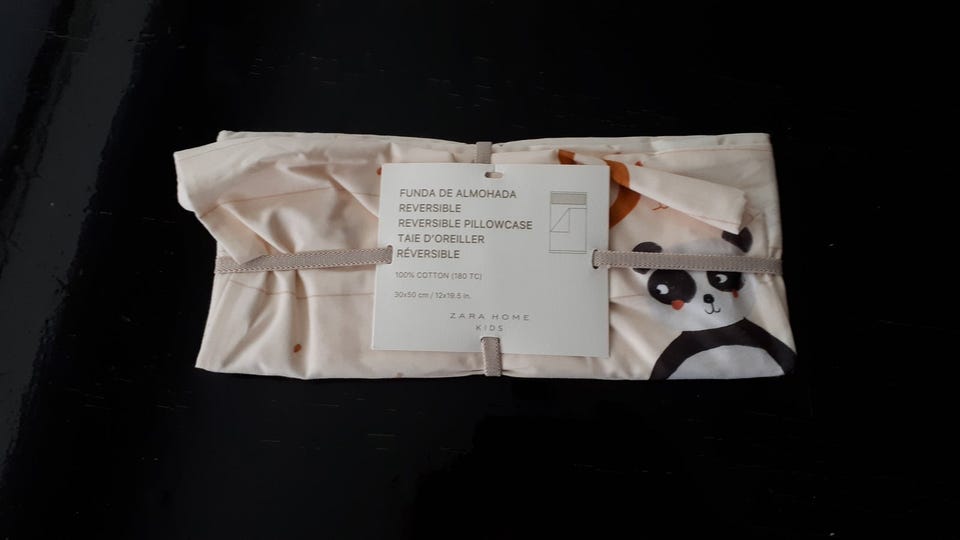 FUNDA DE ALMOHADA
REVERSIBLE
REVERSIBLE PILLOWCASE
TAIE D'OREILLER
RÉVERSIBLE
100% COTTON (180 TC)
30x50 cm / 12x19.5 in.
ZARA HOME
KIDS